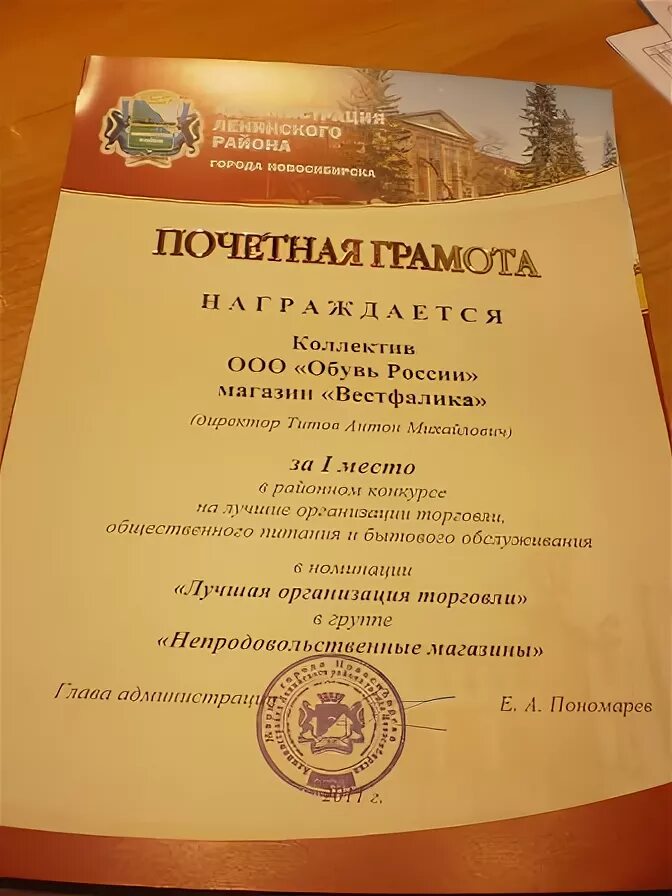 АДМИНИСТРАЦИЯ
ЛЕНИНСКОГО
РАЙОНА
ГОРОДА НОВОСИБИРСКА
ПОЧЕТНАЯ ГРАМОТА
НАГРАЖДАЕТСЯ
Коллектив
ООО «Обувь России»
магазин «Вестфалика»
(директор Титов Антон Михайлович)
за I место
в районном конкурсе
на лучшие организации торговли,
общественного питания и бытового обслуживания
в номинации
«Лучшая организация торговли»
в группе
«Непродовольственные магазины»
Глава администрации
Е. А. Пономарев
2011 г.